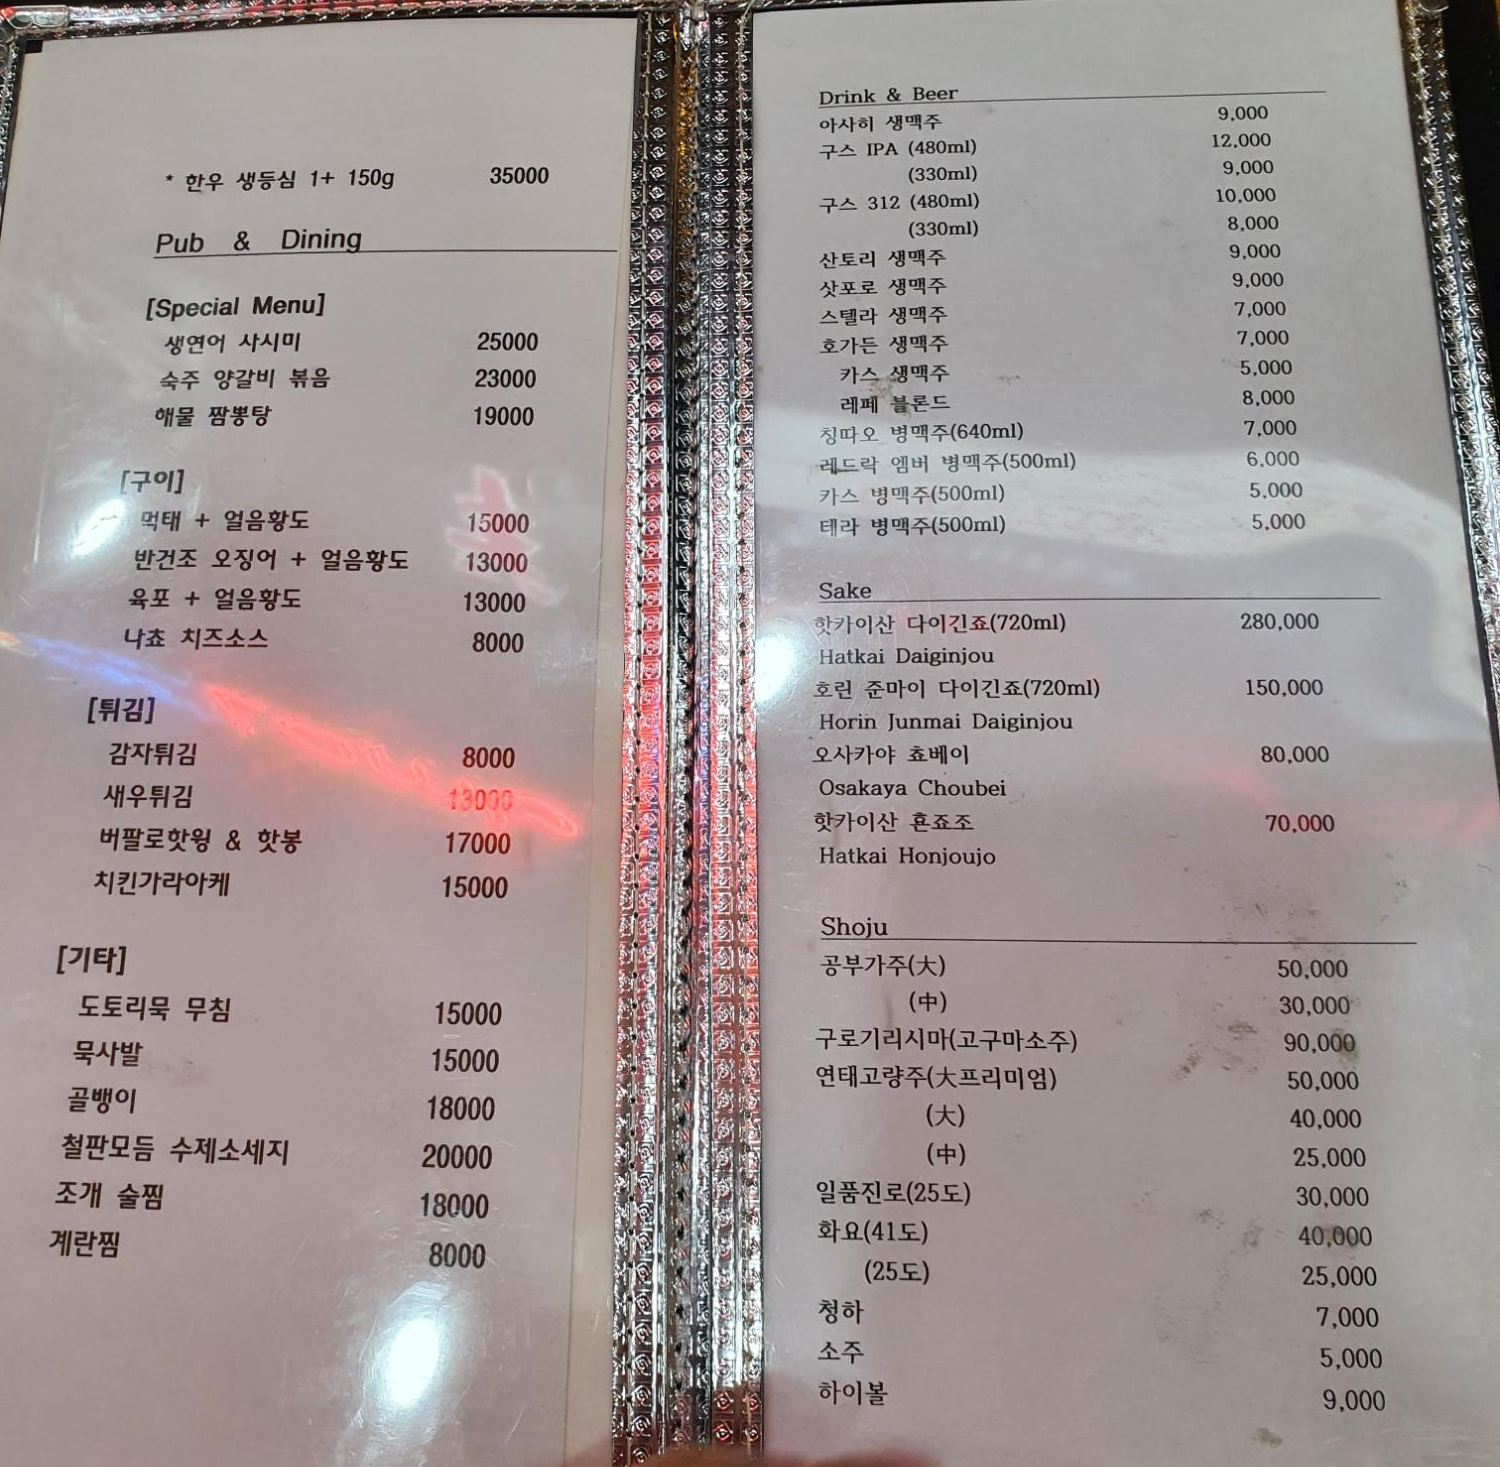 * 한우 생등심 1+ 150g 35000
Pub & Dining
[Special Menu]
생연어 사시미 25000
숙주 양갈비 볶음 23000
해물 짬뽕탕 19000
[구이]
먹태 + 얼음황도 15000
반건조 오징어 + 얼음황도 13000
육포 + 얼음황도 13000
나쵸 치즈소스 8000
[튀김]
감자튀김 8000
새우튀김 13000
버팔로핫윙 & 핫봉 17000
치킨가라아케 15000
[기타]
도토리묵 무침 15000
묵사발 15000
골뱅이 18000
철판모듬 수제소세지 20000
조개 술찜 18000
계란찜 8000
Drink & Beer
아사히 생맥주 9,000
구스 IPA (480ml) 12,000
(330ml) 9,000
구스 312 (480ml) 10,000
(330ml) 8,000
산토리 생맥주 9,000
삿포로 생맥주 9,000
스텔라 생맥주 7,000
호가든 생맥주 7,000
카스 생맥주 5,000
레페 블론드 8,000
칭따오 병맥주(640ml) 7,000
레드락 엠버 병맥주(500ml) 6,000
카스 병맥주(500ml) 5,000
테라 병맥주(500ml) 5,000
Sake
핫카이산 다이긴죠(720ml) 280,000
Hatkai Daiginjou
호린 준마이 다이긴죠(720ml) 150,000
Horin Junmai Daiginjou
오사카야 쵸베이 80,000
Osakaya Choubei
핫카이산 혼죠조 70,000
Hatkai Honjoujo
Shoju
공부가주(大) 50,000
(中) 30,000
구로기리시마(고구마소주) 90,000
연태고량주(大프리미엄) 50,000
(大) 40,000
(中) 25,000
일품진로(25도) 30,000
화요(41도) 40,000
(25도) 25,000
청하 7,000
소주 5,000
하이볼 9,000